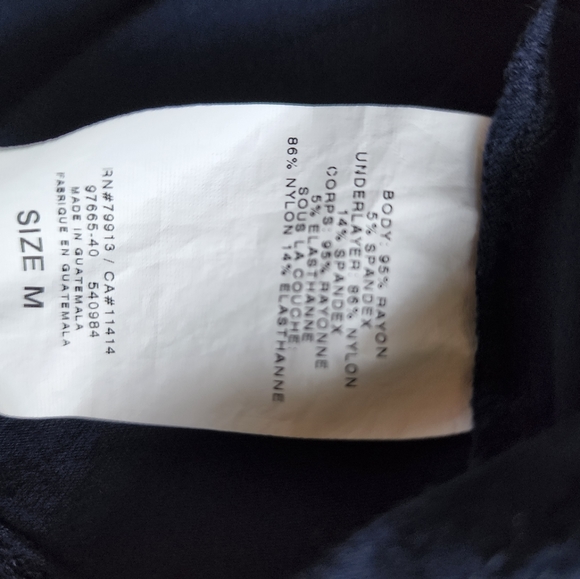 BODY: 95% RAYON
5% SPANDEX
UNDERLAYER: 86% NYLON
14% SPANDEX
CORPS: 95% RAYONNE
5% ELASTHANNE
SOUS LA COUCHE:
86% NYLON 14% ELASTHANNE
RN#79913 / CA#11414
97665-40 540984
MADE IN GUATEMALA
FABRIQUE EN GUATEMALA
SIZE M